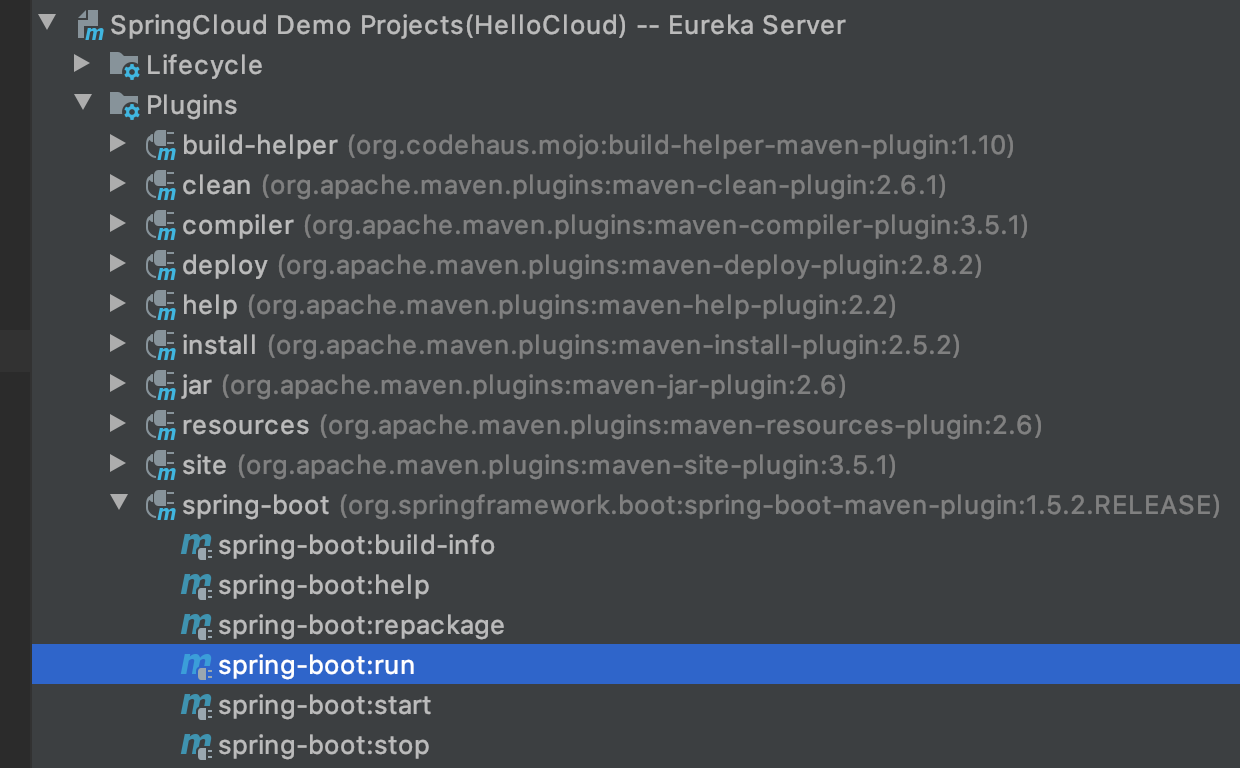 SpringCloud Demo Projects(HelloCloud) -- Eureka Server
Lifecycle
Plugins
build-helper (org.codehaus.mojo:build-helper-maven-plugin:1.10)
clean (org.apache.maven.plugins:maven-clean-plugin:2.6.1)
compiler (org.apache.maven.plugins:maven-compiler-plugin:3.5.1)
deploy (org.apache.maven.plugins:maven-deploy-plugin:2.8.2)
help (org.apache.maven.plugins:maven-help-plugin:2.2)
install (org.apache.maven.plugins:maven-install-plugin:2.5.2)
jar (org.apache.maven.plugins:maven-jar-plugin:2.6)
resources (org.apache.maven.plugins:maven-resources-plugin:2.6)
site (org.apache.maven.plugins:maven-site-plugin:3.5.1)
spring-boot (org.springframework.boot:spring-boot-maven-plugin:1.5.2.RELEASE)
spring-boot:build-info
spring-boot:help
spring-boot:repackage
spring-boot:run
spring-boot:start
spring-boot:stop